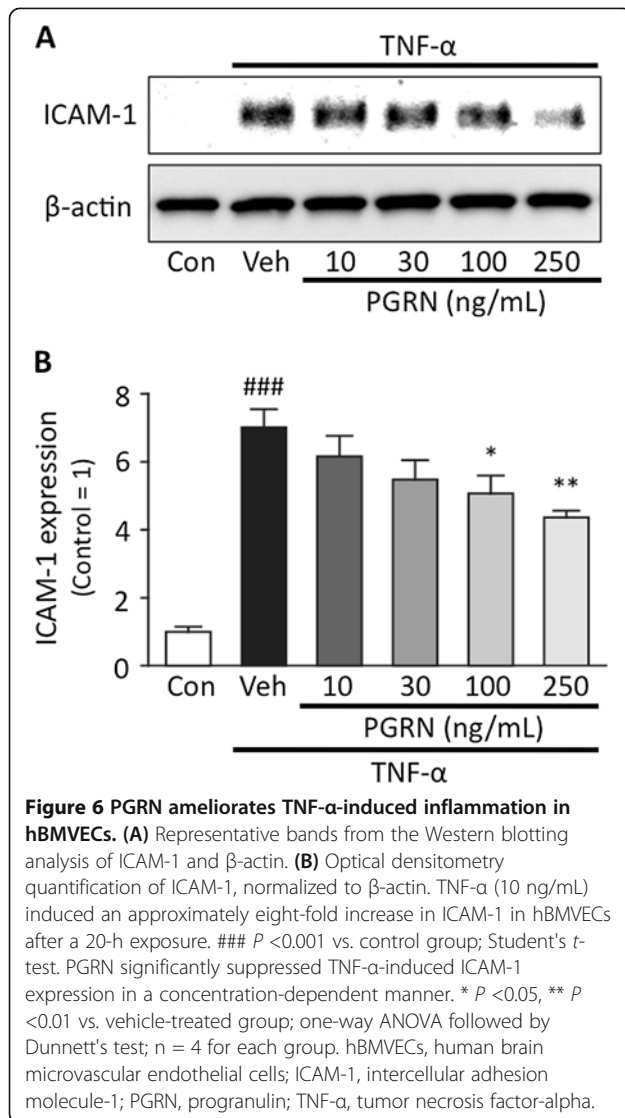 A
TNF-α
ICAM-1
β-actin
Con Veh 10 30 100 250
PGRN (ng/mL)
B
ICAM-1 expression
(Control = 1)
8
6
4
2
0
###
*
**
Con Veh 10 30 100 250
PGRN (ng/mL)
TNF-α
Figure 6 PGRN ameliorates TNF-α-induced inflammation in
hBMVECs. (A) Representative bands from the Western blotting
analysis of ICAM-1 and β-actin. (B) Optical densitometry
quantification of ICAM-1, normalized to β-actin. TNF-α (10 ng/mL)
induced an approximately eight-fold increase in ICAM-1 in hBMVECs
after a 20-h exposure. ### P <0.001 vs. control group; Student's t-
test. PGRN significantly suppressed TNF-α-induced ICAM-1
expression in a concentration-dependent manner. * P <0.05, ** P
<0.01 vs. vehicle-treated group; one-way ANOVA followed by
Dunnett's test; n = 4 for each group. hBMVECs, human brain
microvascular endothelial cells; ICAM-1, intercellular adhesion
molecule-1; PGRN, progranulin; TNF-α, tumor necrosis factor-alpha.